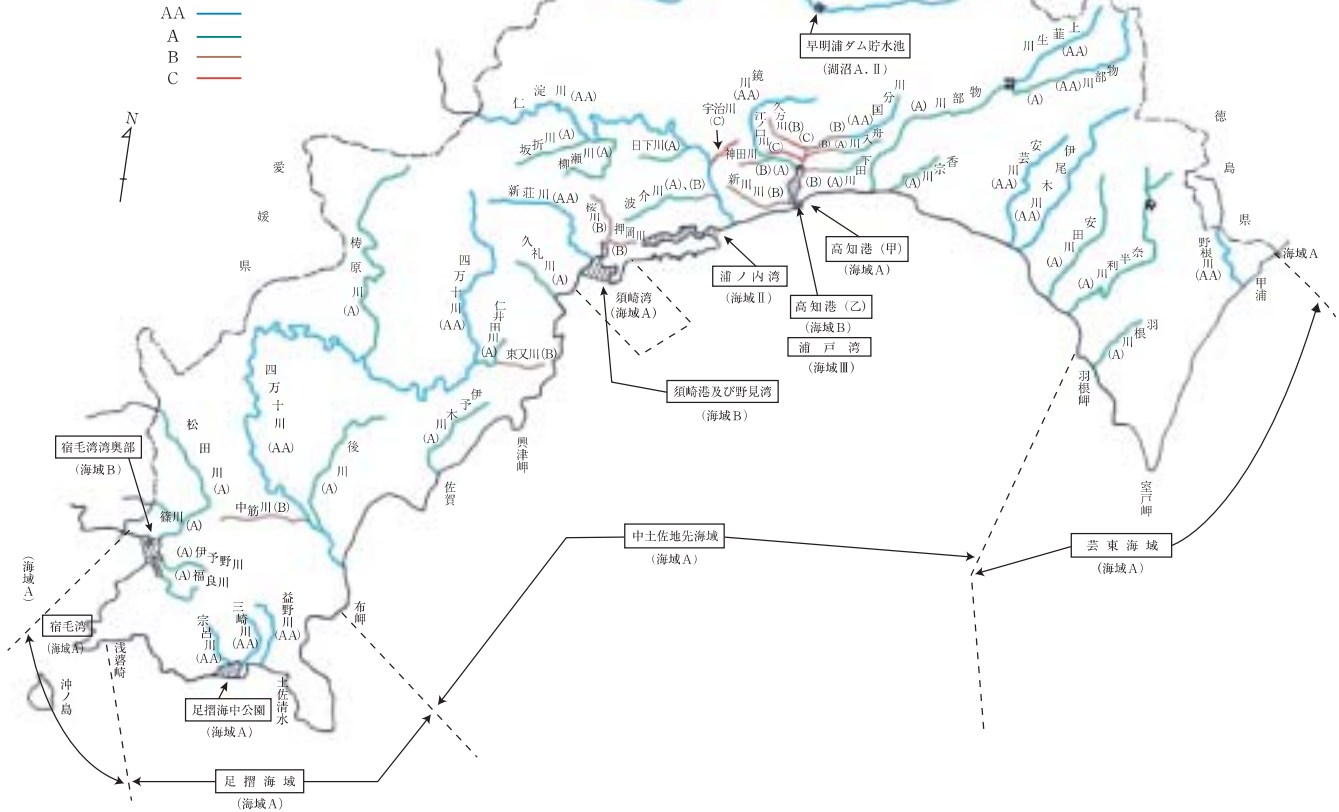 AA
A
B
C
N
早明浦ダム貯水池
(湖沼A.Ⅱ)
上韮生川
(AA)
物部川(AA)
(A)
物部川(A)
仁淀川(AA)
鏡川
(AA)
宇治川
(C)
久万川(B)
(C)
江ノ口川(C)
国分川
(AA)
(B)
舟入川(A)
(B)
神田川
(B)(A)
下田川(A)
(B)
坂折川(A)
柳瀬川(A)
日下川(A)
波介川(A)、(B)
新川川(B)
香宗川
(A)
安芸川
(AA)
伊尾木川
(AA)
安田川
(A)
奈半利川
(A)
野根川
(AA)
羽根川
(A)
徳島県
海域A
甲浦
羽根岬
室戸岬
愛媛県
梼原川
(A)
新荘川(AA)
桜川
(B)
押岡川
(B)
久礼川
(A)
四万十川
(AA)
仁井田川
(A)
東又川(B)
須崎湾
(海域A)
浦ノ内湾
(海域Ⅱ)
高知港(甲)
(海域A)
高知港(乙)
(海域B)
浦戸湾
(海域Ⅲ)
須崎港及び野見湾
(海域B)
四万十川
(AA)
後川
(A)
伊与木川
(A)
興津岬
佐賀
松田川
(A)
宿毛湾湾奥部
(海域B)
篠川
(A)
中筋川(B)
(A)伊与野川
(A)福良川
(海域A)
宿毛湾
(海域A)
沖ノ島
宗呂川
(AA)
三崎川
(AA)
益野川
(AA)
布岬
土佐清水
足摺海中公園
(海域A)
足摺海域
(海域A)
中土佐地先海域
(海域A)
芸東海域
(海域A)